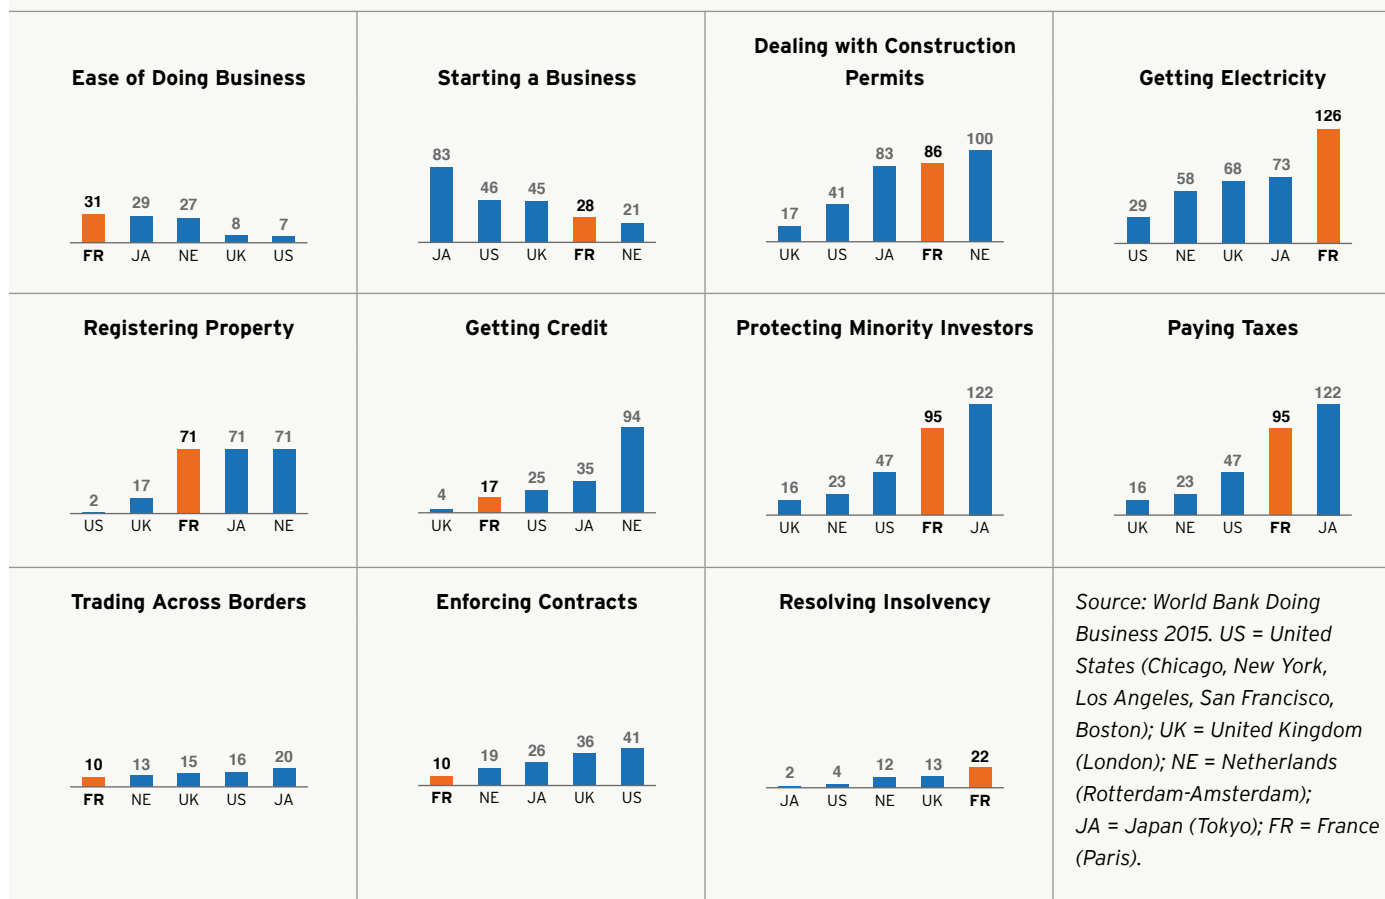 Ease of Doing Business
31 29 27 8 7
FR JA NE UK US
Starting a Business
83 46 45 28 21
JA US UK FR NE
Dealing with Construction
Permits
17 41 83 86 100
UK US JA FR NE
Getting Electricity
29 58 68 73 126
US NE UK JA FR
Registering Property
2 17 71 71 71
US UK FR JA NE
Getting Credit
4 17 25 35 94
UK FR US JA NE
Protecting Minority Investors
16 23 47 95 122
UK NE US FR JA
Paying Taxes
16 23 47 95 122
UK NE US FR JA
Trading Across Borders
10 13 15 16 20
FR NE UK US JA
Enforcing Contracts
10 19 26 36 41
FR NE JA UK US
Resolving Insolvency
2 4 12 13 22
JA US NE UK FR
Source: World Bank Doing
Business 2015. US = United
States (Chicago, New York,
Los Angeles, San Francisco,
Boston); UK = United Kingdom
(London); NE = Netherlands
(Rotterdam-Amsterdam);
JA = Japan (Tokyo); FR = France
(Paris).